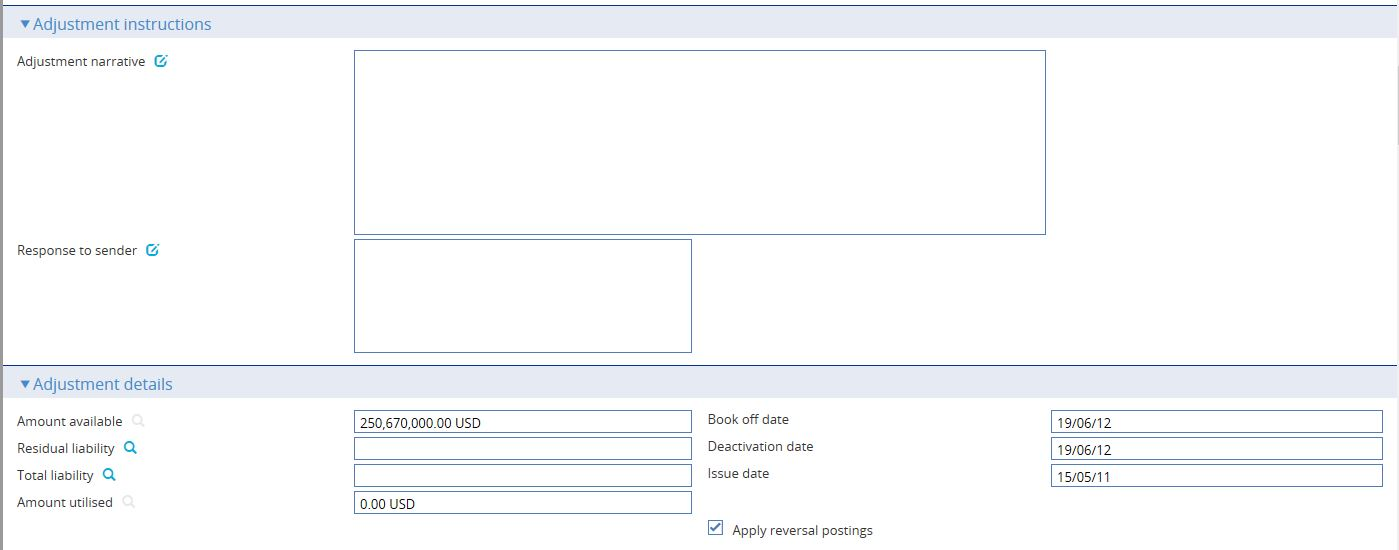 Adjustment instructions
Adjustment narrative
Response to sender
Adjustment details
Amount available 250,670,000.00 USD Book off date 19/06/12
Residual liability Deactivation date 19/06/12
Total liability Issue date 15/05/11
Amount utilised 0.00 USD
Apply reversal postings